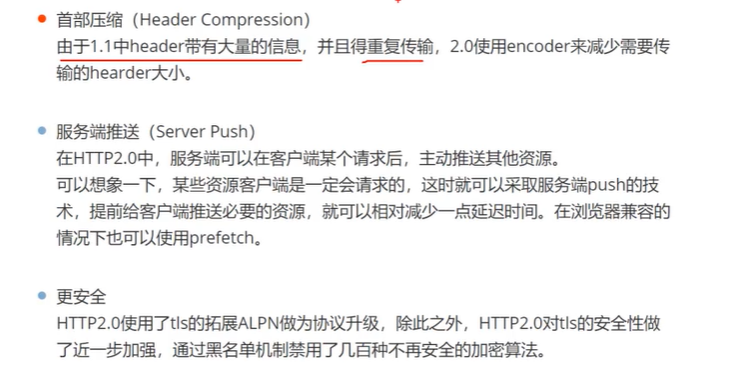 首部压缩（Header Compression）
由于1.1中header带有大量的信息，并且得重复传输，2.0使用encoder来减少需要传
输的hearder大小。
服务端推送（Server Push）
在HTTP2.0中，服务端可以在客户端某个请求后，主动推送其他资源。
可以想象一下，某些资源客户端是一定会请求的，这时就可以采取服务端push的技
术，提前给客户端推送必要的资源，就可以相对减少一点延迟时间。在浏览器兼容的
情况下也可以使用prefetch。
更安全
HTTP2.0使用了tls的拓展ALPN做为协议升级，除此之外，HTTP2.0对tls的安全性做
了近一步加强，通过黑名单机制禁用了几百种不再安全的加密算法。